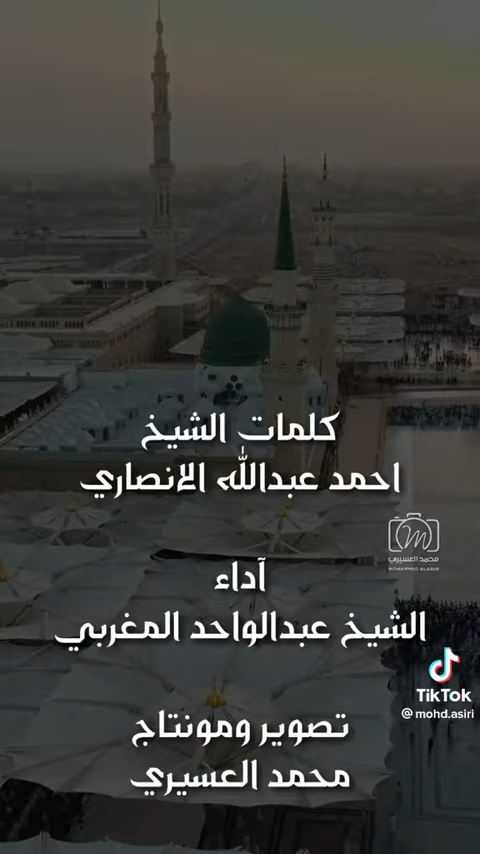 كلمات الشيخ
احمد عبدالله الانصاري
محمد العسيري
MOHAMMED ALASIRI
آداء
الشيخ عبدالواحد المغربي
TikTok
@ mohd.asiri
تصوير ومونتاج
محمد العسيري